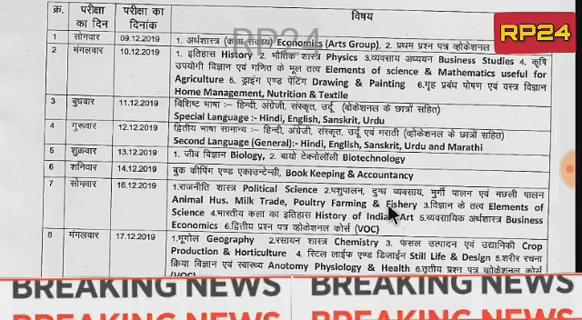 क्र. परीक्षा का दिन परीक्षा का दिनांक विषय
1 सोमवार 09.12.2019 1. अर्थशास्त्र (कला संकाय) Economics (Arts Group), 2. प्रथम प्रश्न पत्र व्होकेशनल
2 मंगलवार 10.12.2019 1. इतिहास History 2. भौतिक शास्त्र Physics 3.व्यवसाय अध्ययन Business Studies 4. कृषि
उपयोगी विज्ञान एवं गणित के मूल तत्व Elements of science & Mathematics useful for
Agriculture 5. ड्राइंग एण्ड पेंटिंग Drawing & Painting 6.गृह प्रबंध पोषण एवं वस्त्र विज्ञान
Home Management, Nutrition & Textile
3 बुधवार 11.12.2019 विशिष्ट भाषा :– हिन्दी, अंग्रेजी, संस्कृत, उर्दू (वोकेशनल के छात्रों सहित)
Special Language :- Hindi, English, Sanskrit, Urdu
4 गुरूवार 12.12.2019 द्वितीय भाषा सामान्य :– हिन्दी, अंग्रेजी, संस्कृत, उर्दू एवं मराठी (व्होकेशनल के छात्रों सहित)
Second Language (General):- Hindi, English, Sanskrit, Urdu and Marathi
5 शुक्रवार 13.12.2019 1. जीव विज्ञान Biology, 2. बायो टेक्नोलॉजी Biotechnology
6 शनिवार 14.12.2019 बुक कीपिंग एण्ड एकाउन्टेन्सी, Book Keeping & Accountancy
7 सोमवार 16.12.2019 1.राजनीति शास्त्र Political Science 2.पशुपालन, दुग्ध व्यवसाय, मुर्गी पालन एवं मछली पालन
Animal Hus. Milk Trade, Poultry Farming & Fishery 3.विज्ञान के तत्व Elements of
Science 4.भारतीय कला का इतिहास History of Indian Art 5.व्यवसायिक अर्थशास्त्र Business
Economics 6.द्वितीय प्रश्न पत्र व्होकेशनल कोर्स (VOC)
8 मंगलवार 17.12.2019 1.भूगोल Geography 2.रसायन शास्त्र Chemistry 3. फसल उत्पादन एवं उद्यानिकी Crop
Production & Horticulture 4. स्टिल लाईफ एण्ड डिजाईन Still Life & Design 5.शरीर रचना
क्रिया विज्ञान एवं स्वास्थ्य Anotomy Physiology & Health 6.तृतीय प्रश्न पत्र व्होकेशनल कोर्स
(VOC)
RP24
RP24
BREAKING NEWS BREAKING NEWS